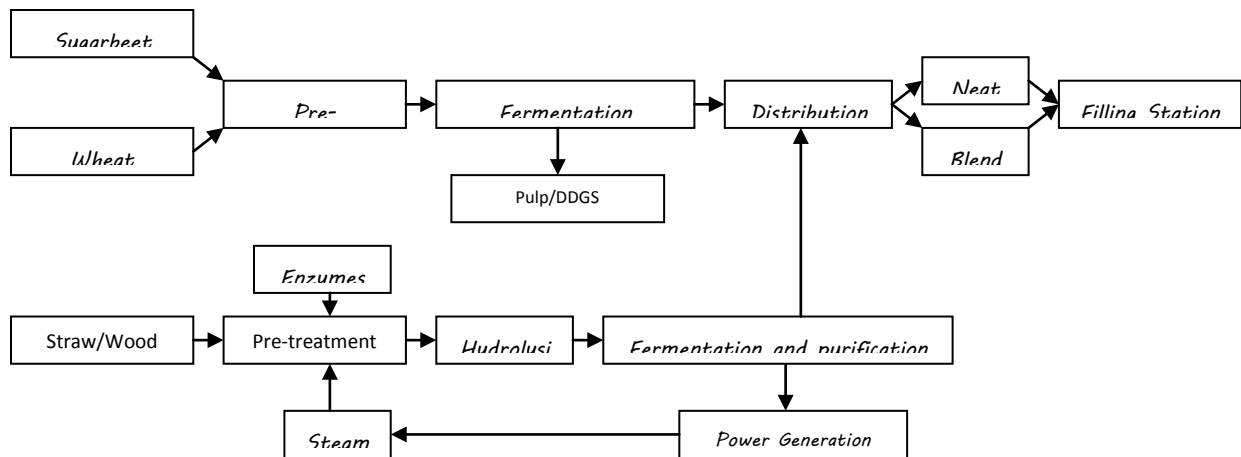 Sugarbeet
Neat
Pre-
Fermentation
Distribution
Filling Station
Wheat
Blend
Pulp/DDGS
Enzymes
Straw/Wood
Pre-treatment
Hydrolysi
Fermentation and purification
Steam
Power Generation